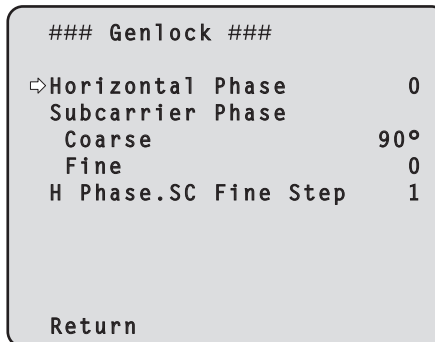 ### Genlock ###
⇨Horizontal Phase 0
Subcarrier Phase
Coarse 90°
Fine 0
H Phase.SC Fine Step 1
Return